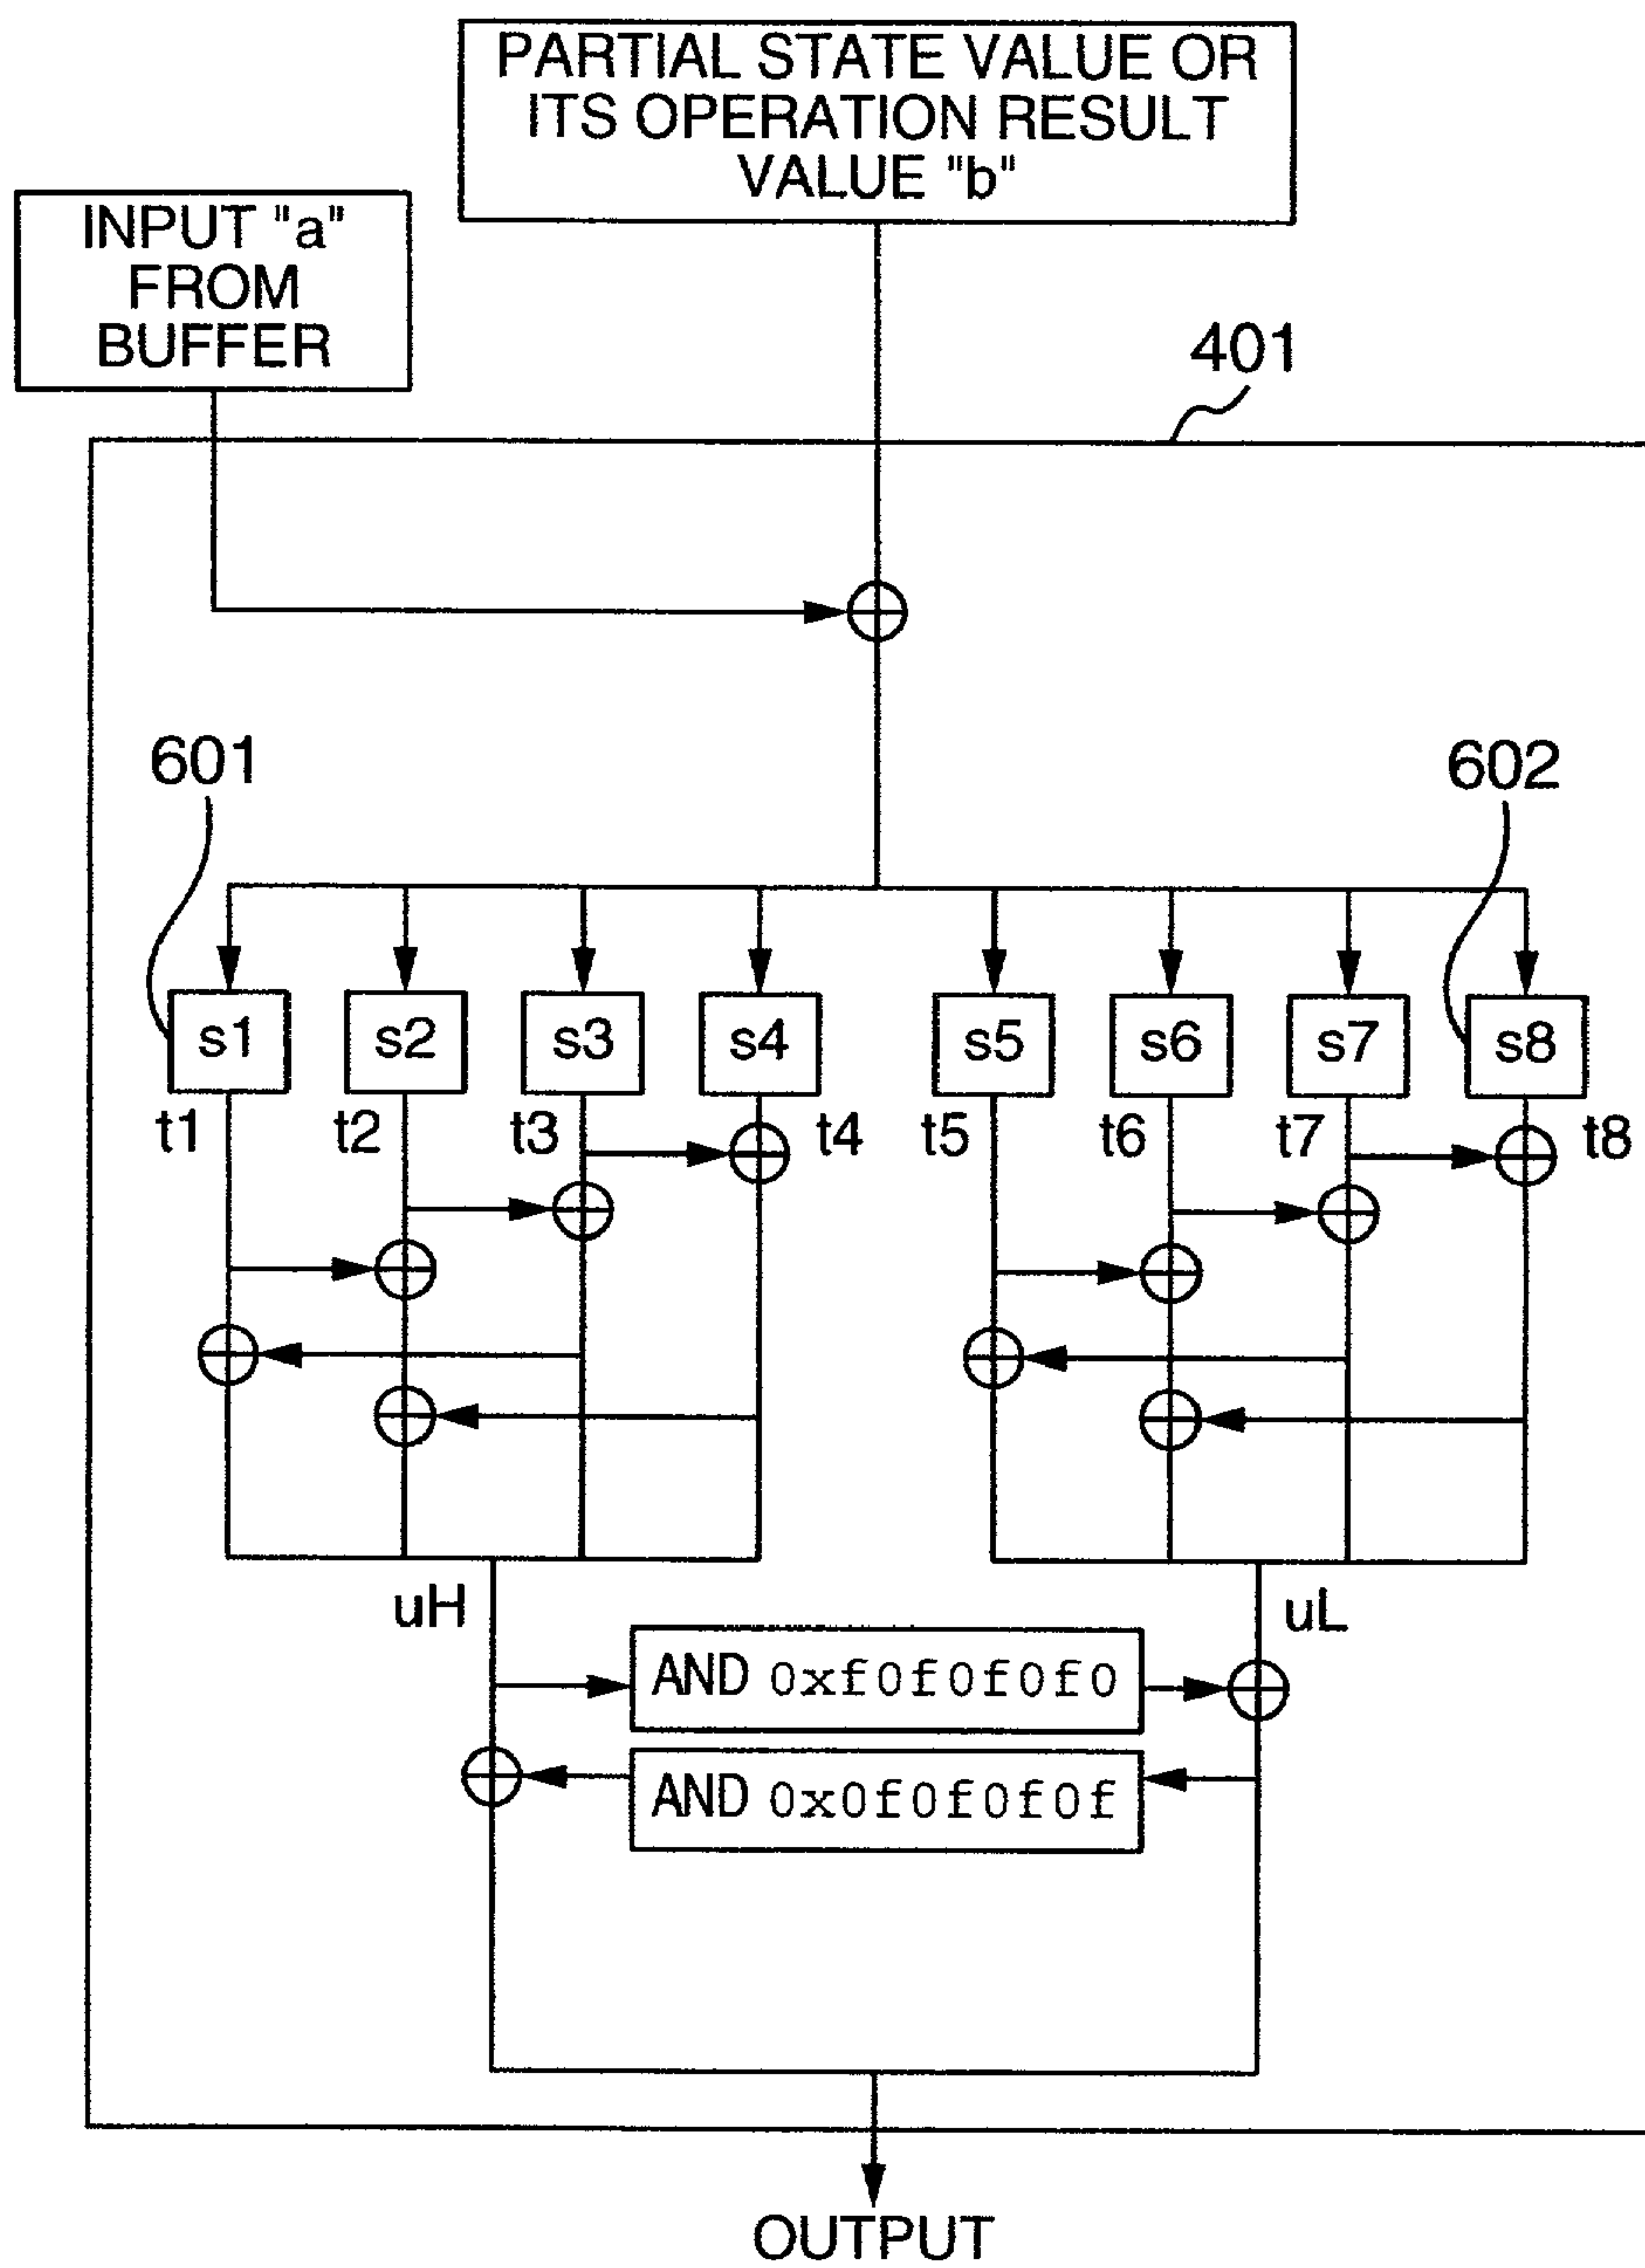 PARTIAL STATE VALUE OR
ITS OPERATION RESULT
VALUE "b"
INPUT "a"
FROM
BUFFER
401
601
602
s1 s2 s3 s4 s5 s6 s7 s8
t1 t2 t3 t4 t5 t6 t7 t8
uH uL
AND 0xf0f0f0f0
AND 0x0f0f0f0f
OUTPUT